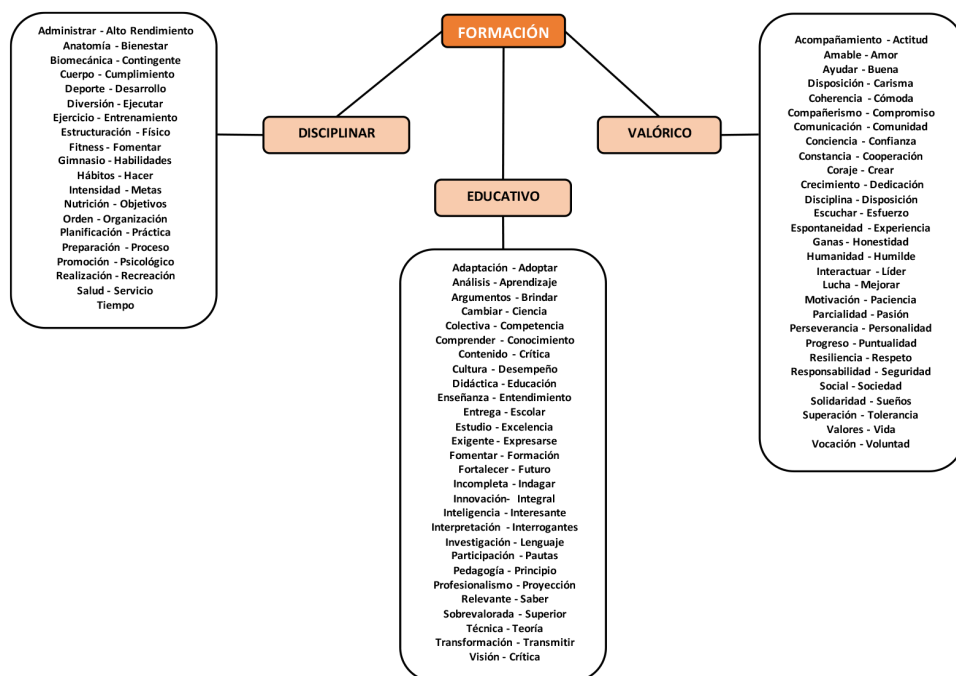 FORMACIÓN
DISCIPLINAR
Administrar - Alto Rendimiento
Anatomía - Bienestar
Biomecánica - Contingente
Cuerpo - Cumplimiento
Deporte - Desarrollo
Diversión - Ejecutar
Ejercicio - Entrenamiento
Estructuración - Físico
Fitness - Fomentar
Gimnasio - Habilidades
Hábitos - Hacer
Intensidad - Metas
Nutrición - Objetivos
Orden - Organización
Planificación - Práctica
Preparación - Proceso
Promoción - Psicológico
Realización - Recreación
Salud - Servicio
Tiempo
EDUCATIVO
Adaptación - Adoptar
Análisis - Aprendizaje
Argumentos - Brindar
Cambiar - Ciencia
Colectiva - Competencia
Comprender - Conocimiento
Contenido - Crítica
Cultura - Desempeño
Didáctica - Educación
Enseñanza - Entendimiento
Entrega - Escolar
Estudio - Excelencia
Exigente - Expresarse
Fomentar - Formación
Fortalecer - Futuro
Incompleta - Indagar
Innovación- Integral
Inteligencia - Interesante
Interpretación - Interrogantes
Investigación - Lenguaje
Participación - Pautas
Pedagogía - Principio
Profesionalismo - Proyección
Relevante - Saber
Sobrevalorada - Superior
Técnica - Teoría
Transformación - Transmitir
Visión - Crítica
VALÓRICO
Acompañamiento - Actitud
Amable - Amor
Ayudar - Buena
Disposición - Carisma
Coherencia - Cómoda
Compañerismo - Compromiso
Comunicación - Comunidad
Conciencia - Confianza
Constancia - Cooperación
Coraje - Crear
Crecimiento - Dedicación
Disciplina - Disposición
Escuchar - Esfuerzo
Espontaneidad - Experiencia
Ganas - Honestidad
Humanidad - Humilde
Interactuar - Líder
Lucha - Mejorar
Motivación - Paciencia
Parcialidad - Pasión
Perseverancia - Personalidad
Progreso - Puntualidad
Resiliencia - Respeto
Responsabilidad - Seguridad
Social - Sociedad
Solidaridad - Sueños
Superación - Tolerancia
Valores - Vida
Vocación - Voluntad